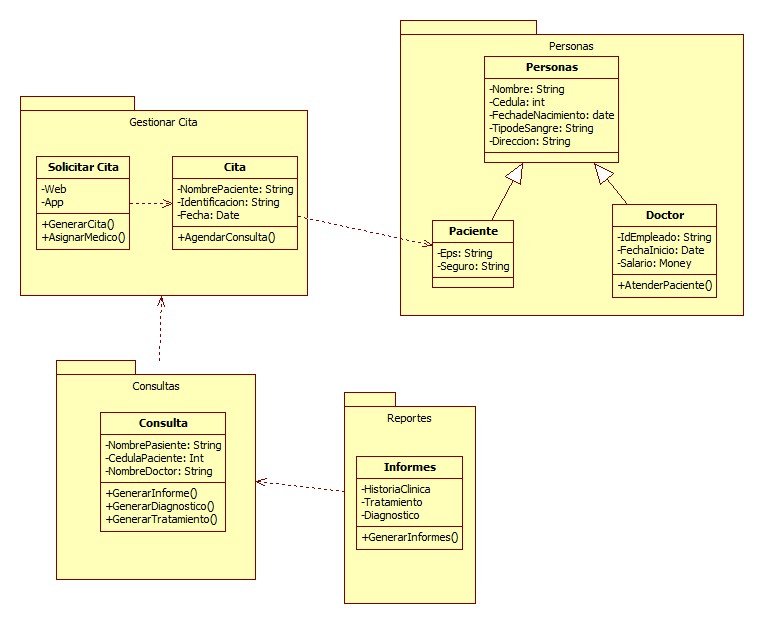 Personas
Personas
-Nombre: String
-Cedula: int
-FechadeNacimiento: date
-TipodeSangre: String
-Direccion: String
Paciente
-Eps: String
-Seguro: String
Doctor
-IdEmpleado: String
-FechaInicio: Date
-Salario: Money
+AtenderPaciente()
Gestionar Cita
Solicitar Cita
-Web
-App
+GenerarCita()
+AsignarMedico()
Cita
-NombrePaciente: String
-Identificacion: String
-Fecha: Date
+AgendarConsulta()
Consultas
Consulta
-NombrePasiente: String
-CedulaPaciente: Int
-NombreDoctor: String
+GenerarInforme()
+GenerarDiagnostico()
+GenerarTratamiento()
Reportes
Informes
-HistoriaClinica
-Tratamiento
-Diagnostico
+GenerarInformes()